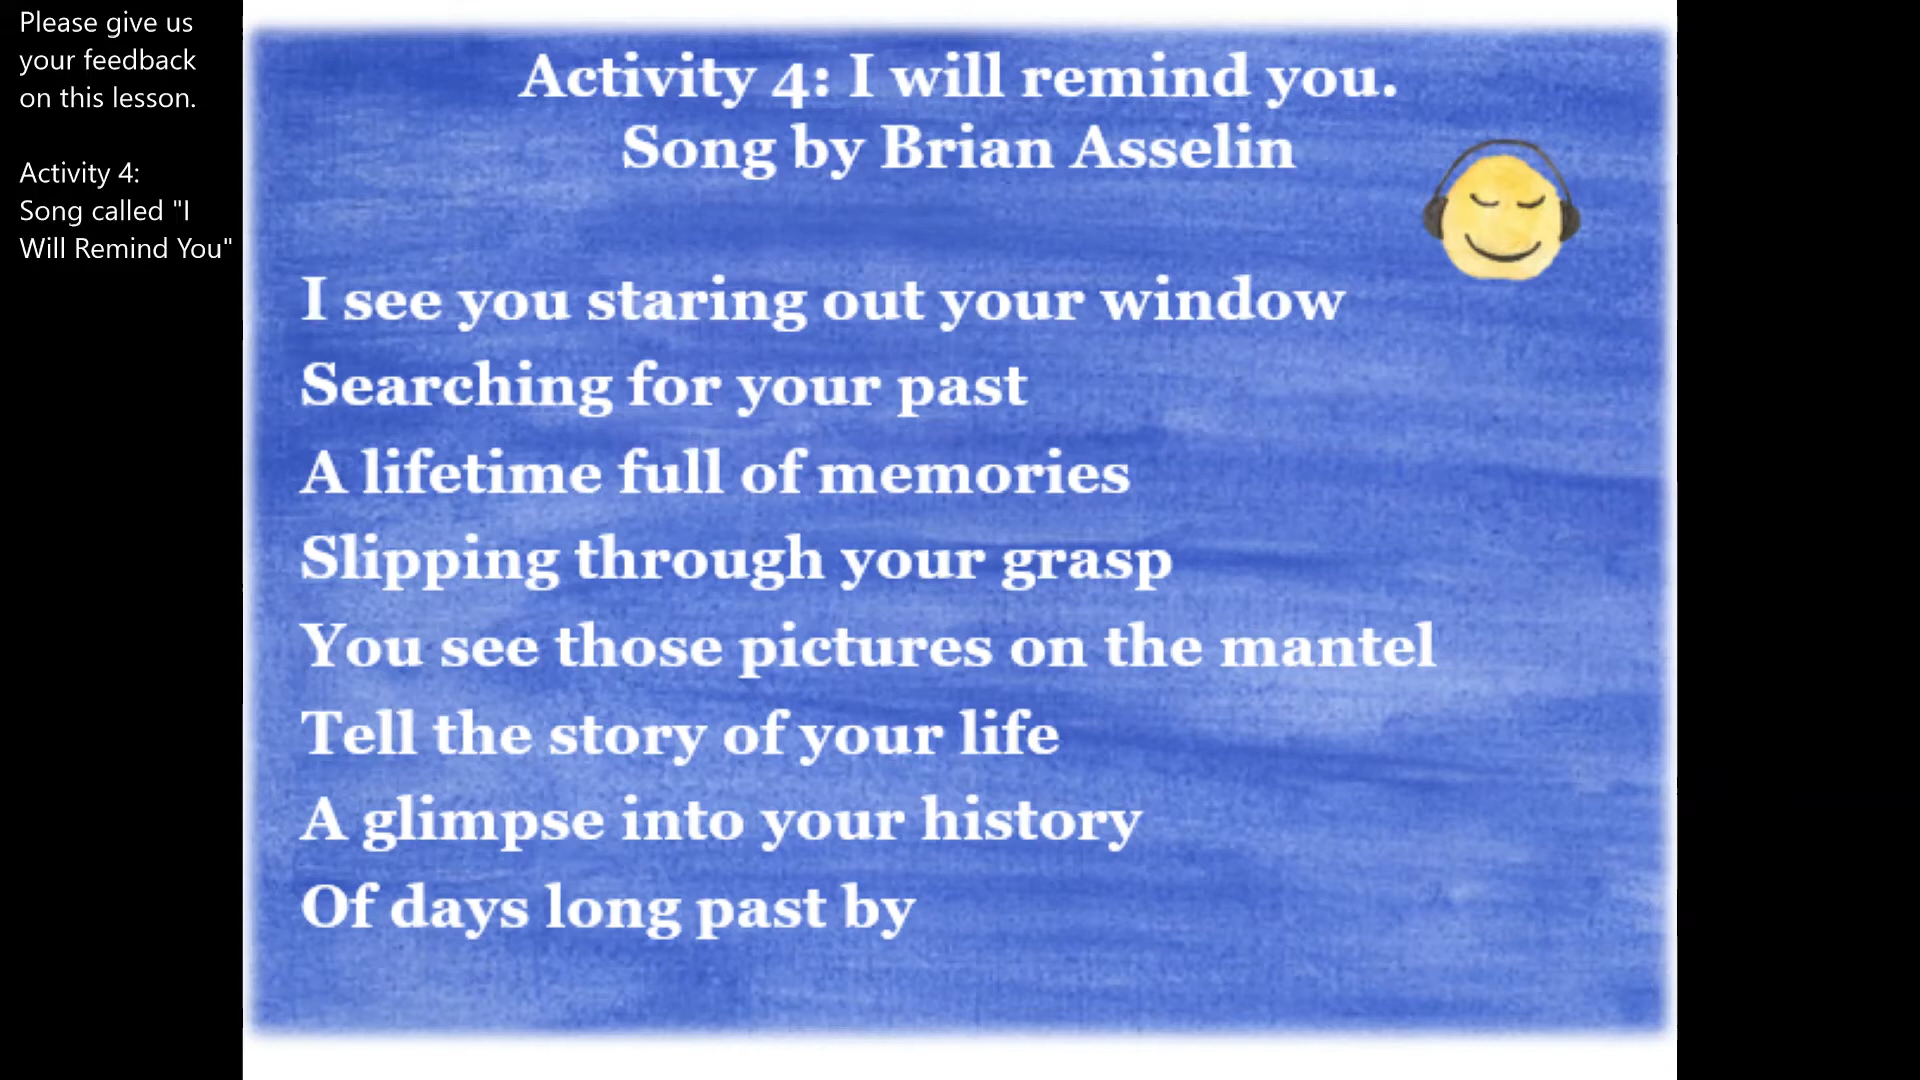 Please give us
your feedback
on this lesson.
Activity 4:
Song called "I
Will Remind You"
Activity 4: I will remind you.
Song by Brian Asselin
I see you staring out your window
Searching for your past
A lifetime full of memories
Slipping through your grasp
You see those pictures on the mantel
Tell the story of your life
A glimpse into your history
Of days long past by